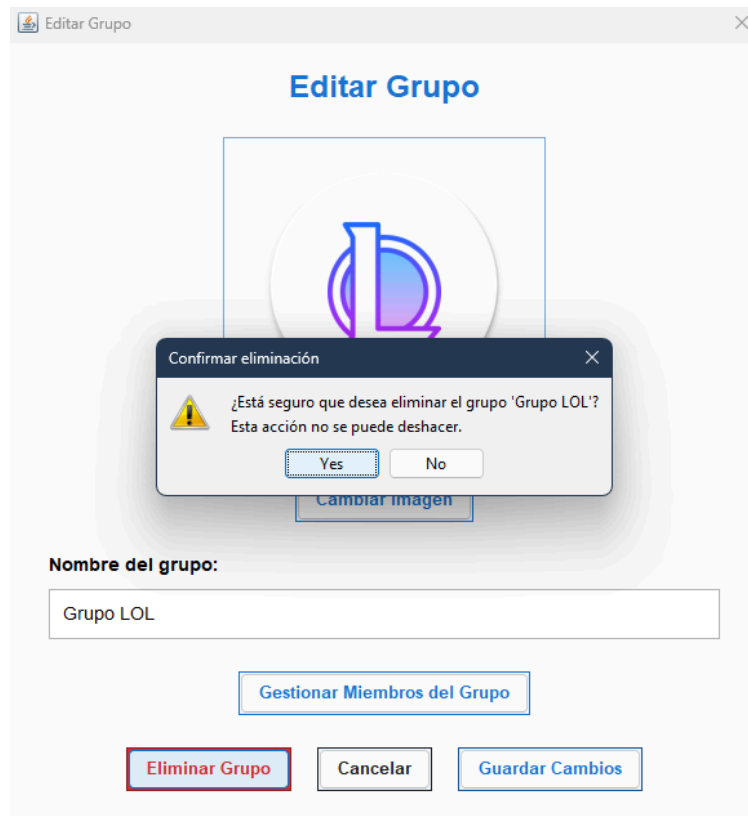 Editar Grupo
Editar Grupo
Confirmar eliminación
¿Está seguro que desea eliminar el grupo 'Grupo LOL'?
Esta acción no se puede deshacer.
Yes
No
Cambiar Imagen
Nombre del grupo:
Grupo LOL
Gestionar Miembros del Grupo
Eliminar Grupo
Cancelar
Guardar Cambios